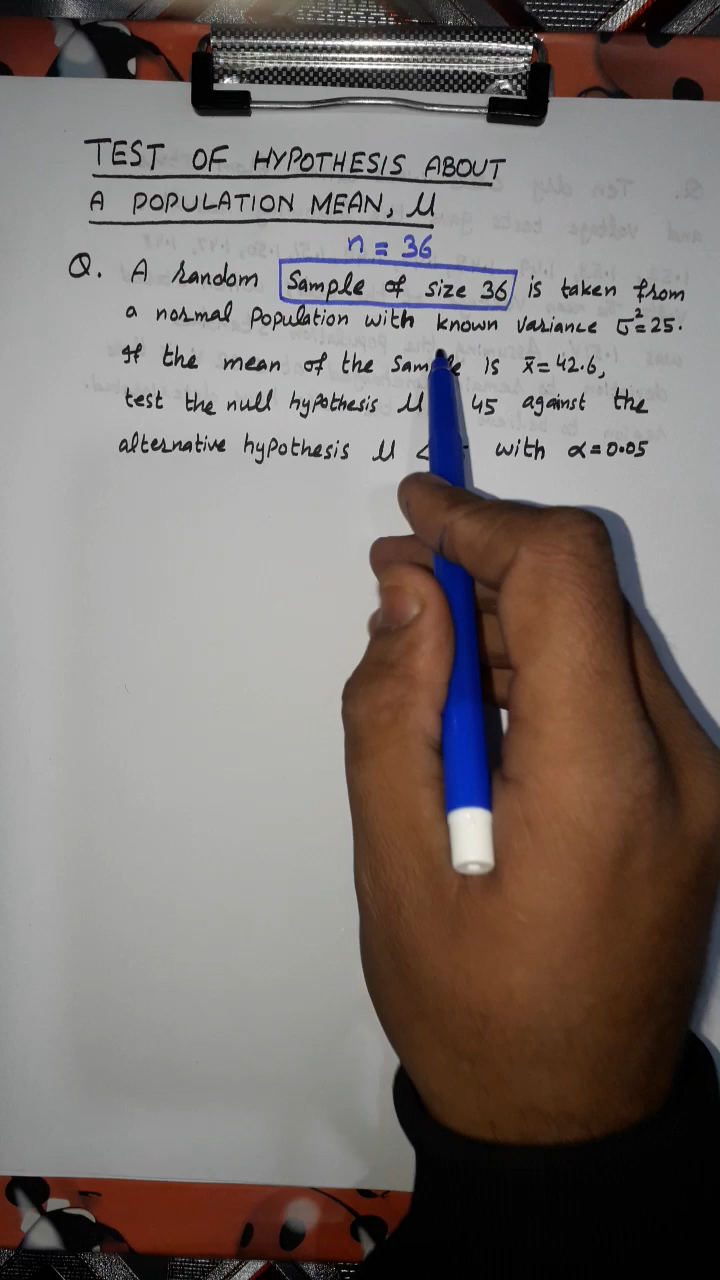 TEST OF HYPOTHESIS ABOUT
A POPULATION MEAN, μ
n = 36
Q. A random Sample of size 36 is taken from
a normal population with known variance σ²=25.
If the mean of the is x̄=42.6,
test the null hypothesis μ 45 against the
alternative hypothesis μ < with α=0.05